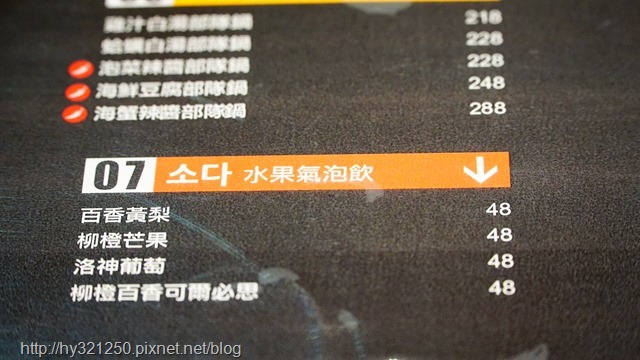 雞汁白湯部隊鍋 218
蛤蠣白湯部隊鍋 228
泡菜辣醬部隊鍋 228
海鮮豆腐部隊鍋 248
海蟹辣醬部隊鍋 288
07 소다 水果氣泡飲
百香黃梨 48
柳橙芒果 48
洛神葡萄 48
柳橙百香可爾必思 48
http://hy321250.pixnet.net/blog